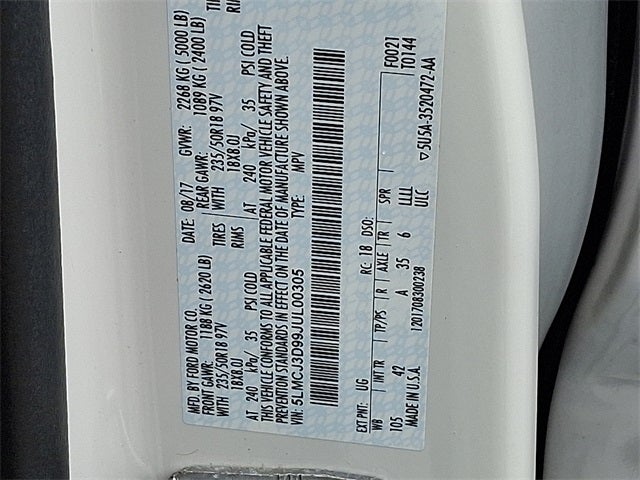 MFD. BY FORD MOTOR CO.
DATE: 08/17 GVWR: 2268 KG ( 5000 LB)
FRONT GAWR: 1188 KG ( 2620 LB) REAR GAWR: 1089 KG ( 2400 LB)
235/50R18 97V TIRES WITH 235/50R18 97V
18X8.0J RIMS 18X8.0J
AT 240 kPa/ 35 PSI COLD AT 240 kPa/ 35 PSI COLD
THIS VEHICLE CONFORMS TO ALL APPLICABLE FEDERAL MOTOR VEHICLE SAFETY AND THEFT
PREVENTION STANDARDS IN EFFECT ON THE DATE OF MANUFACTURE SHOWN ABOVE.
VIN: 5LMCJ3D99JUL00305 TYPE: MPV
F0021
T0144
EXT PNT: UG RC: 18 DSO:
WB INT TR TP/PS R AXLE TR SPR
105 42 A 35 6 LLLL
MADE IN U.S.A. ULC
1201708300238
▽5U5A-3520472-AA